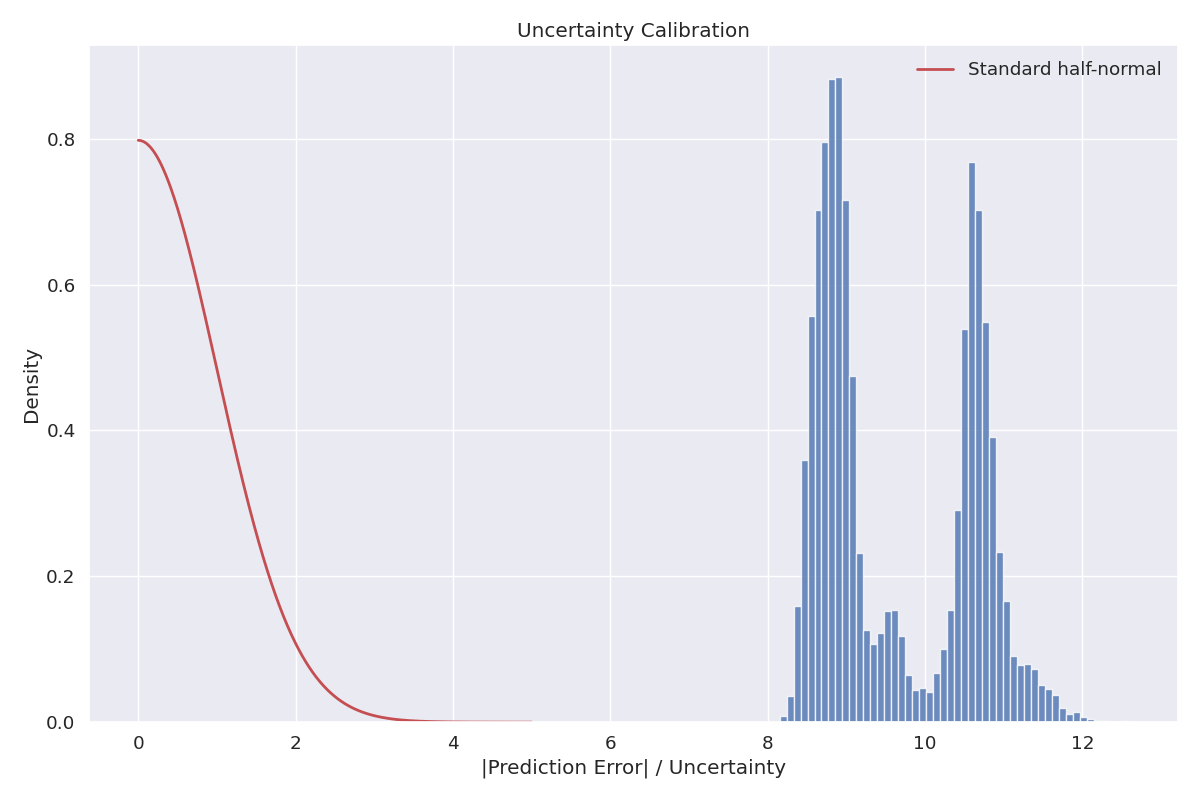 Uncertainty Calibration
Standard half-normal
Density
0.8
0.6
0.4
0.2
0.0
0 2 4 6 8 10 12
|Prediction Error| / Uncertainty